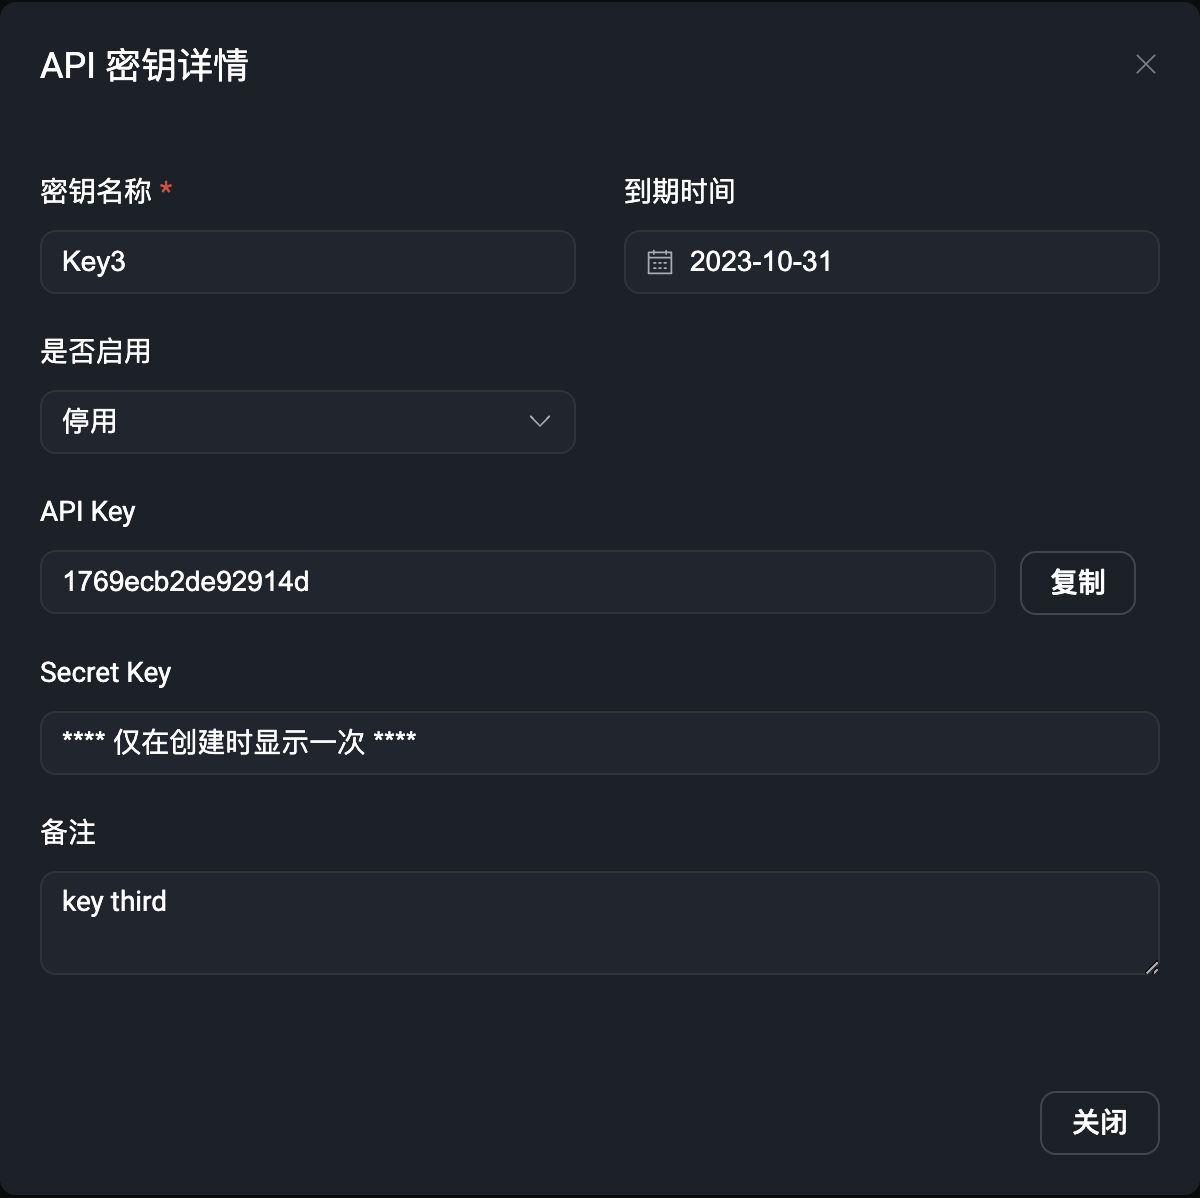 API 密钥详情
密钥名称 *
到期时间
Key3
2023-10-31
是否启用
停用
API Key
1769ecb2de92914d
复制
Secret Key
**** 仅在创建时显示一次 ****
备注
key third
关闭